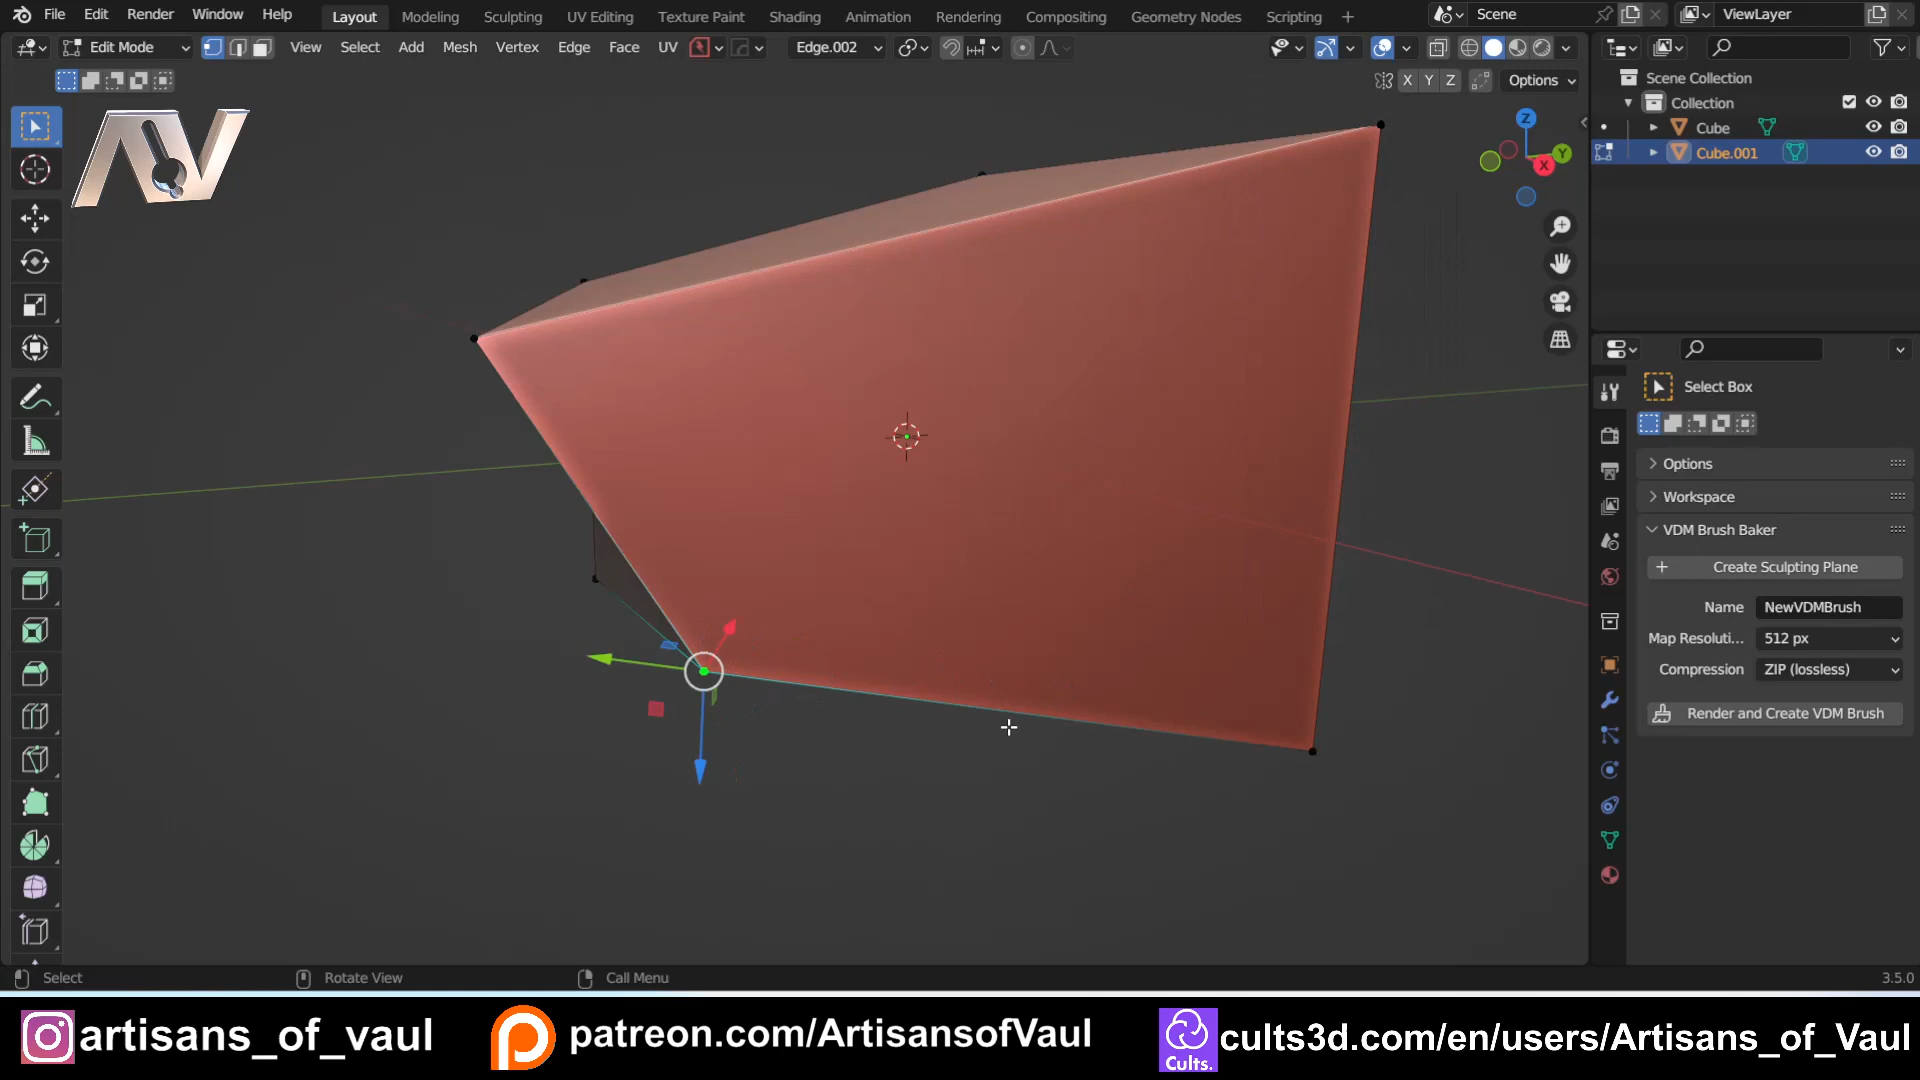 File Edit Render Window Help Layout Modeling Sculpting UV Editing Texture Paint Shading Animation Rendering Compositing Geometry Nodes Scripting + Scene ViewLayer
Edit Mode View Select Add Mesh Vertex Edge Face UV Edge.002
X Y Z Options
Scene Collection
Collection
Cube
Cube.001
AV
Z
Y
X
Select Box
Options
Workspace
VDM Brush Baker
Create Sculpting Plane
Name NewVDMBrush
Map Resoluti... 512 px
Compression ZIP (lossless)
Render and Create VDM Brush
Select Rotate View Call Menu 3.5.0
artisans_of_vaul patreon.com/ArtisansofVaul Cults. cults3d.com/en/users/Artisans_of_Vaul